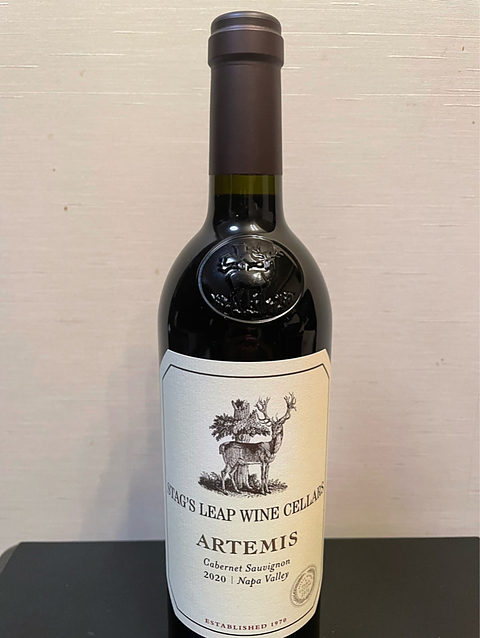 STAG'S LEAP WINE CELLARS
ARTEMIS
Cabernet Sauvignon
2020 | Napa Valley
ESTABLISHED 1970